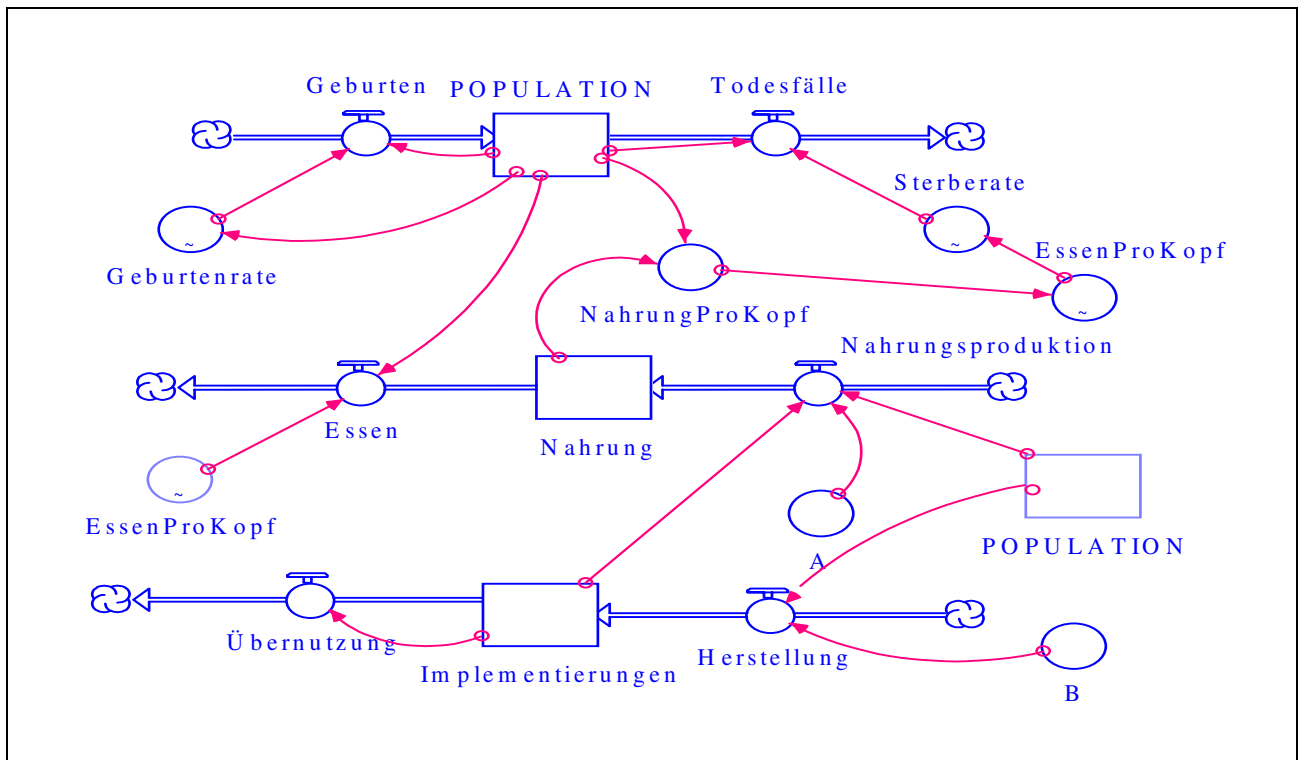 Geburten
POPULATION
Todesfälle
Sterberate
EssenProKopf
Geburtenrate
NahrungProKopf
Nahrungsproduktion
Essen
Nahrung
EssenProKopf
A
POPULATION
Übernutzung
Implementierungen
Herstellung
B
~
~
~
~